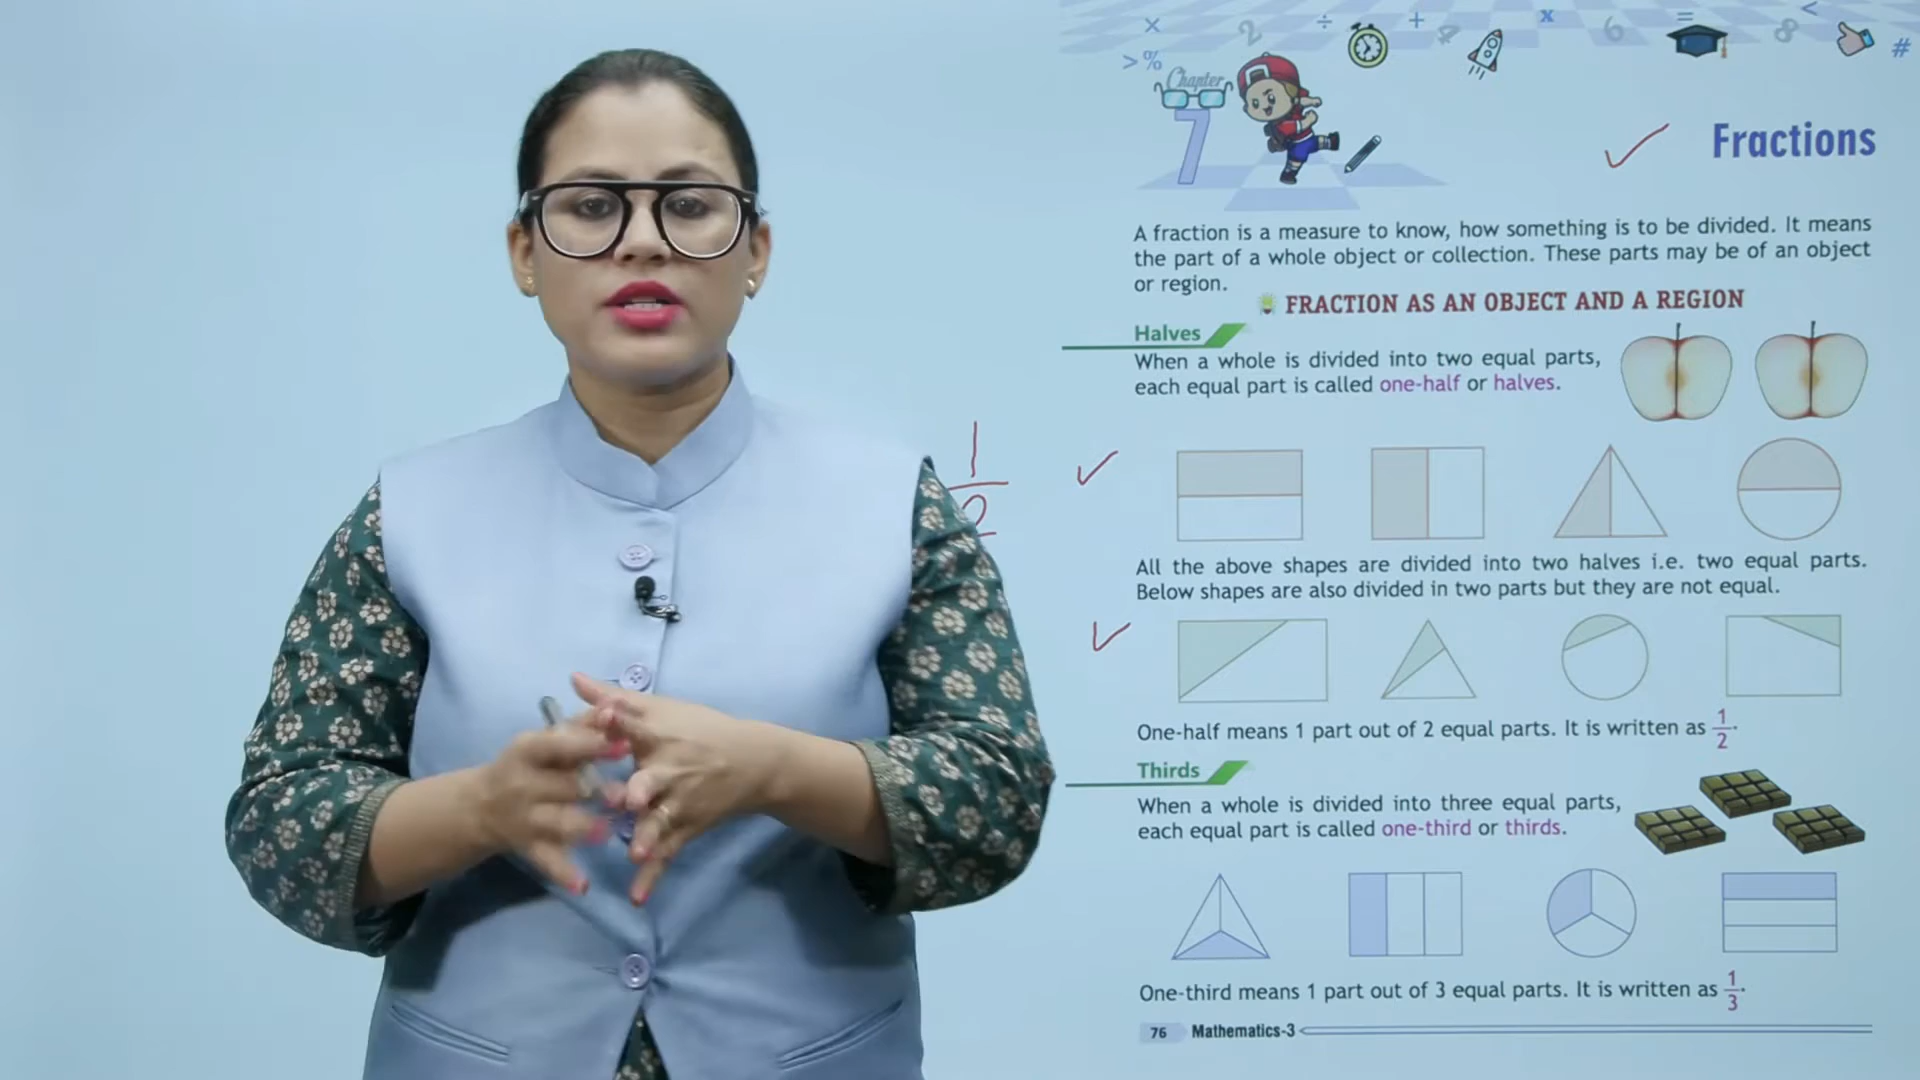 × 2 ÷ + 4 x 6 = 8 < #
> %
Chapter
7
Fractions
A fraction is a measure to know, how something is to be divided. It means
the part of a whole object or collection. These parts may be of an object
or region.
FRACTION AS AN OBJECT AND A REGION
Halves
When a whole is divided into two equal parts,
each equal part is called one-half or halves.
1
2
All the above shapes are divided into two halves i.e. two equal parts.
Below shapes are also divided in two parts but they are not equal.
One-half means 1 part out of 2 equal parts. It is written as 1/2.
Thirds
When a whole is divided into three equal parts,
each equal part is called one-third or thirds.
One-third means 1 part out of 3 equal parts. It is written as 1/3.
76 Mathematics-3